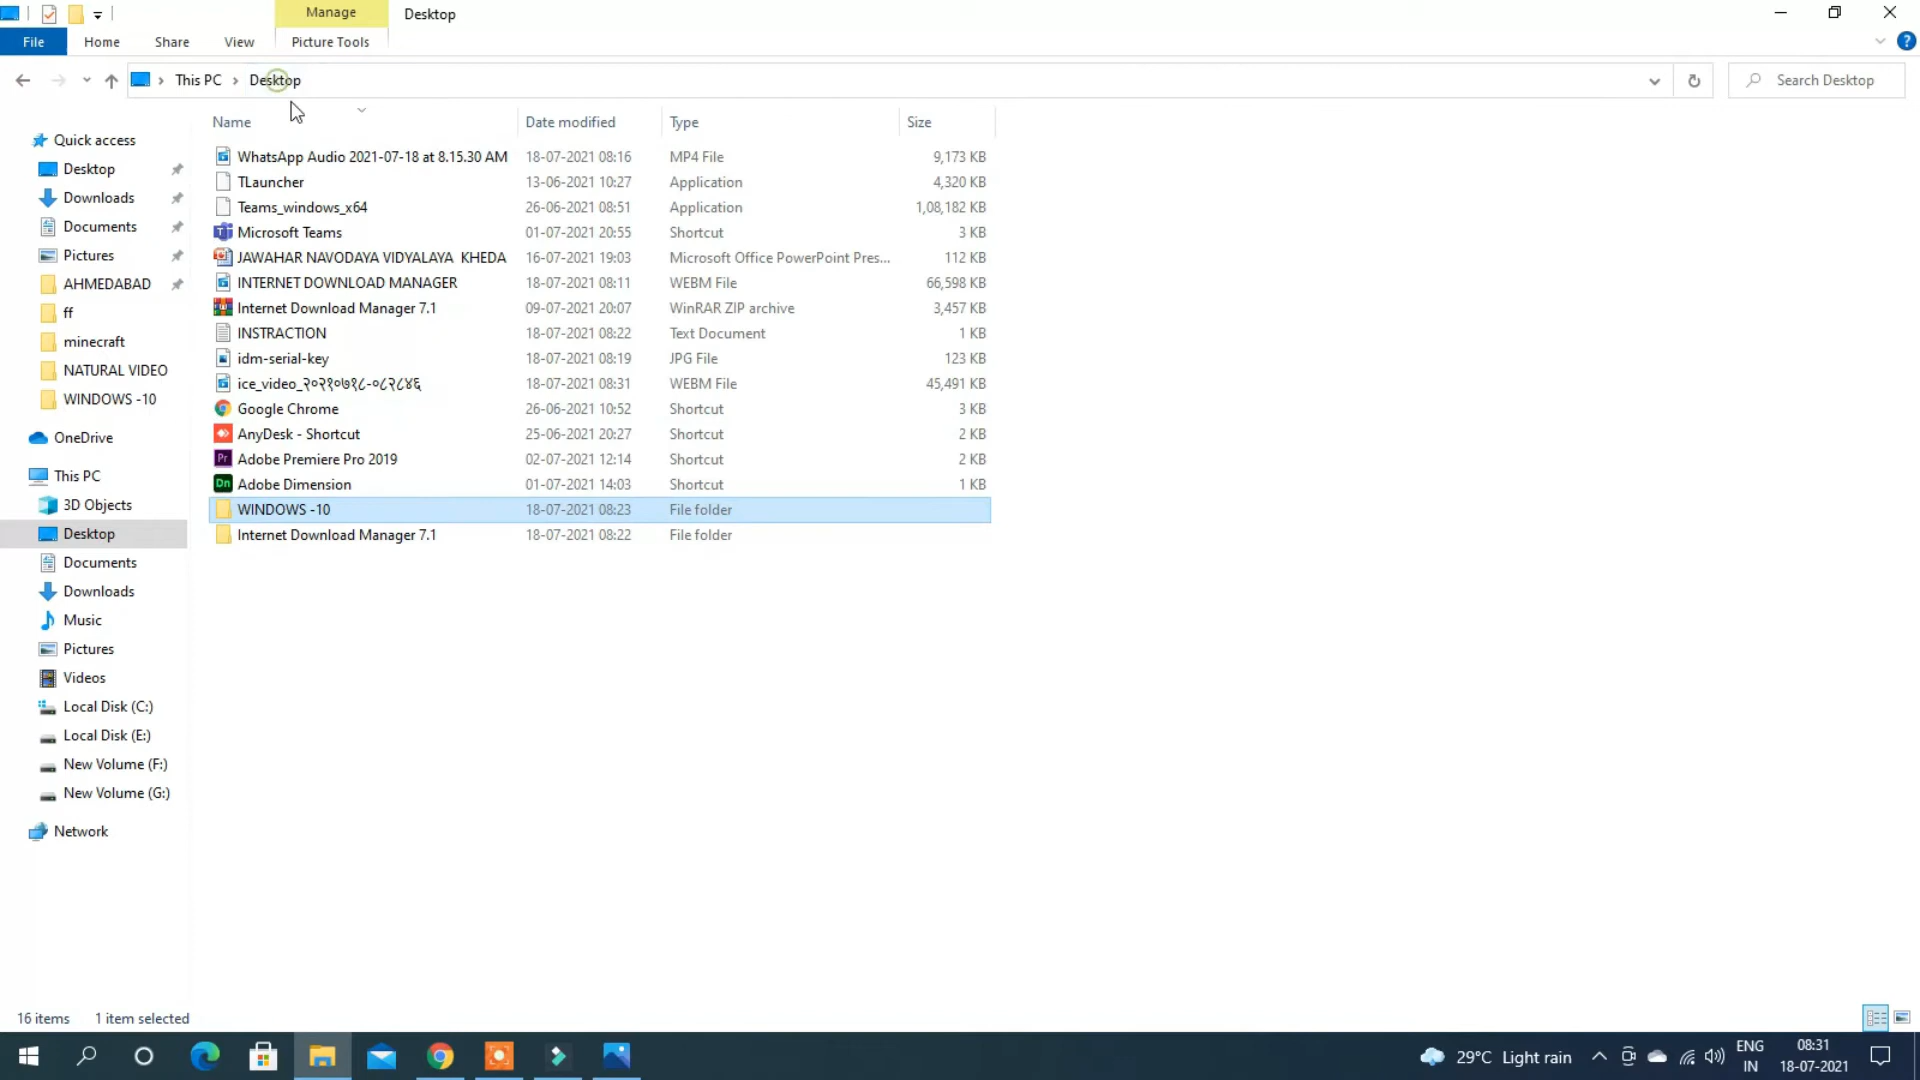 Manage
Desktop
File
Home
Share
View
Picture Tools
?
This PC
Desktop
Search Desktop
Name
Date modified
Type
Size
Quick access
Desktop
Downloads
Documents
Pictures
AHMEDABAD
ff
minecraft
NATURAL VIDEO
WINDOWS -10
OneDrive
This PC
3D Objects
Desktop
Documents
Downloads
Music
Pictures
Videos
Local Disk (C:)
Local Disk (E:)
New Volume (F:)
New Volume (G:)
Network
WhatsApp Audio 2021-07-18 at 8.15.30 AM 18-07-2021 08:16 MP4 File 9,173 KB
TLauncher 13-06-2021 10:27 Application 4,320 KB
Teams_windows_x64 26-06-2021 08:51 Application 1,08,182 KB
Microsoft Teams 01-07-2021 20:55 Shortcut 3 KB
JAWAHAR NAVODAYA VIDYALAYA KHEDA 16-07-2021 19:03 Microsoft Office PowerPoint Pres... 112 KB
INTERNET DOWNLOAD MANAGER 18-07-2021 08:11 WEBM File 66,598 KB
Internet Download Manager 7.1 09-07-2021 20:07 WinRAR ZIP archive 3,457 KB
INSTRACTION 18-07-2021 08:22 Text Document 1 KB
idm-serial-key 18-07-2021 08:19 JPG File 123 KB
ice_video_२०२१०७१८-०८२८४६ 18-07-2021 08:31 WEBM File 45,491 KB
Google Chrome 26-06-2021 10:52 Shortcut 3 KB
AnyDesk - Shortcut 25-06-2021 20:27 Shortcut 2 KB
Pr Adobe Premiere Pro 2019 02-07-2021 12:14 Shortcut 2 KB
Dn Adobe Dimension 01-07-2021 14:03 Shortcut 1 KB
WINDOWS -10 18-07-2021 08:23 File folder
Internet Download Manager 7.1 18-07-2021 08:22 File folder
16 items 1 item selected
29°C Light rain
ENG
IN
08:31
18-07-2021